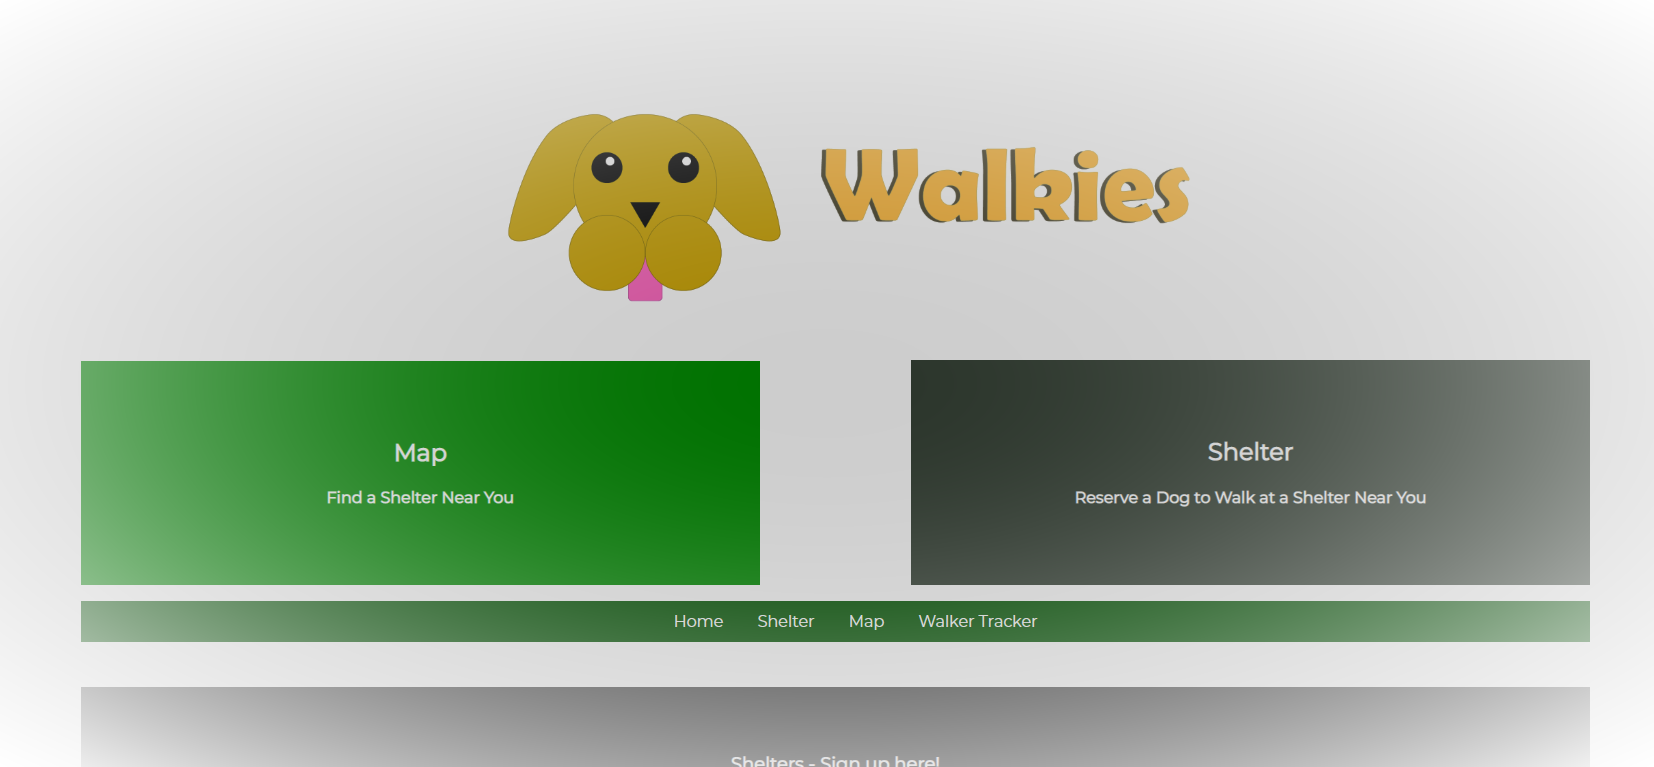 Walkies
Map
Find a Shelter Near You
Shelter
Reserve a Dog to Walk at a Shelter Near You
Home Shelter Map Walker Tracker
Shelters - Sign up here!